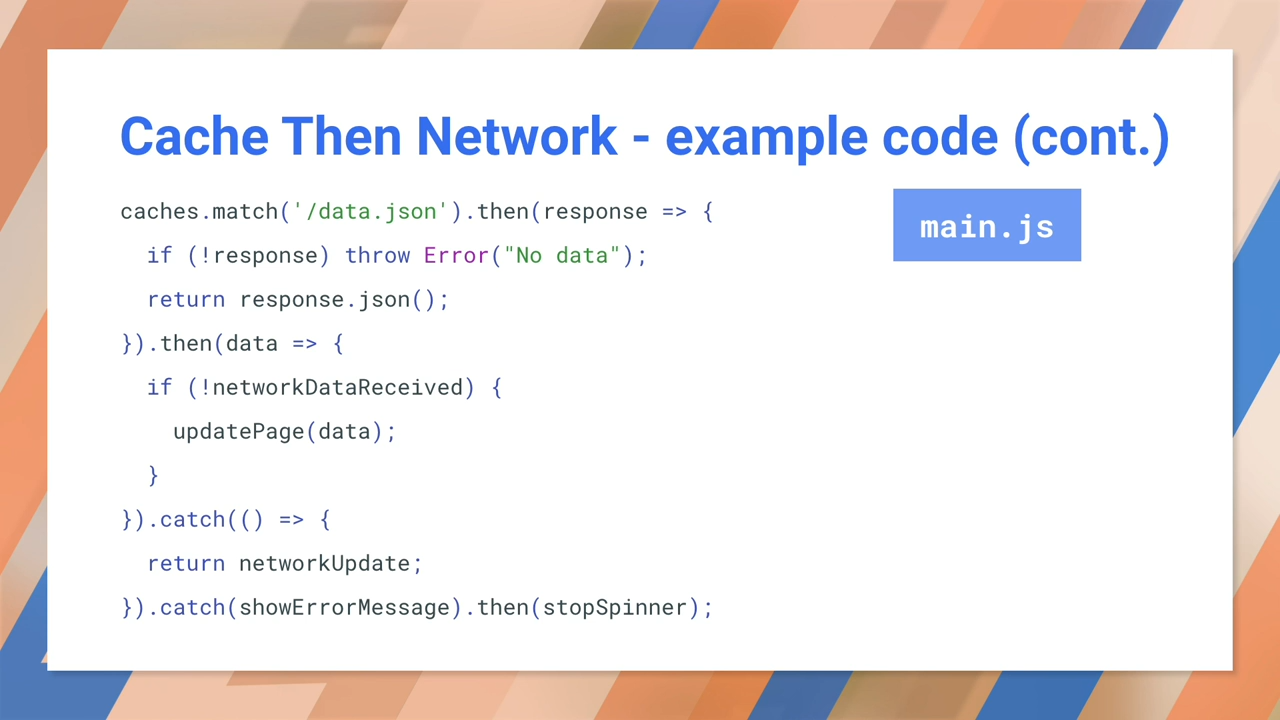 Cache Then Network - example code (cont.)
main.js
caches.match('/data.json').then(response => {
  if (!response) throw Error("No data");
  return response.json();
}).then(data => {
  if (!networkDataReceived) {
    updatePage(data);
  }
}).catch(() => {
  return networkUpdate;
}).catch(showErrorMessage).then(stopSpinner);